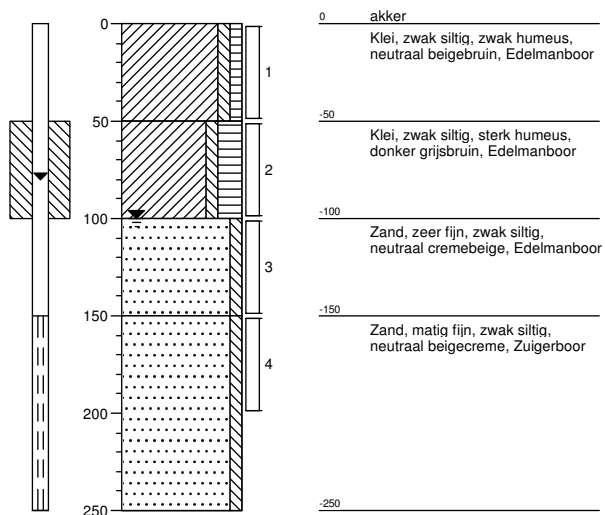 0
50
100
150
200
250
1
2
3
4
0 akker
Klei, zwak siltig, zwak humeus,
neutraal beigebruin, Edelmanboor
-50
Klei, zwak siltig, sterk humeus,
donker grijsbruin, Edelmanboor
-100
Zand, zeer fijn, zwak siltig,
neutraal cremebeige, Edelmanboor
-150
Zand, matig fijn, zwak siltig,
neutraal beigecreme, Zuigerboor
-250